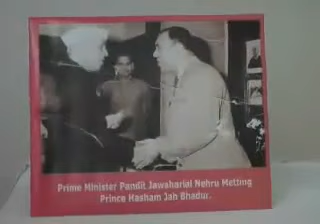 Prime Minister Pandit Jawaharlal Nehru Metting
Prince Hasham Jah Bhadur.